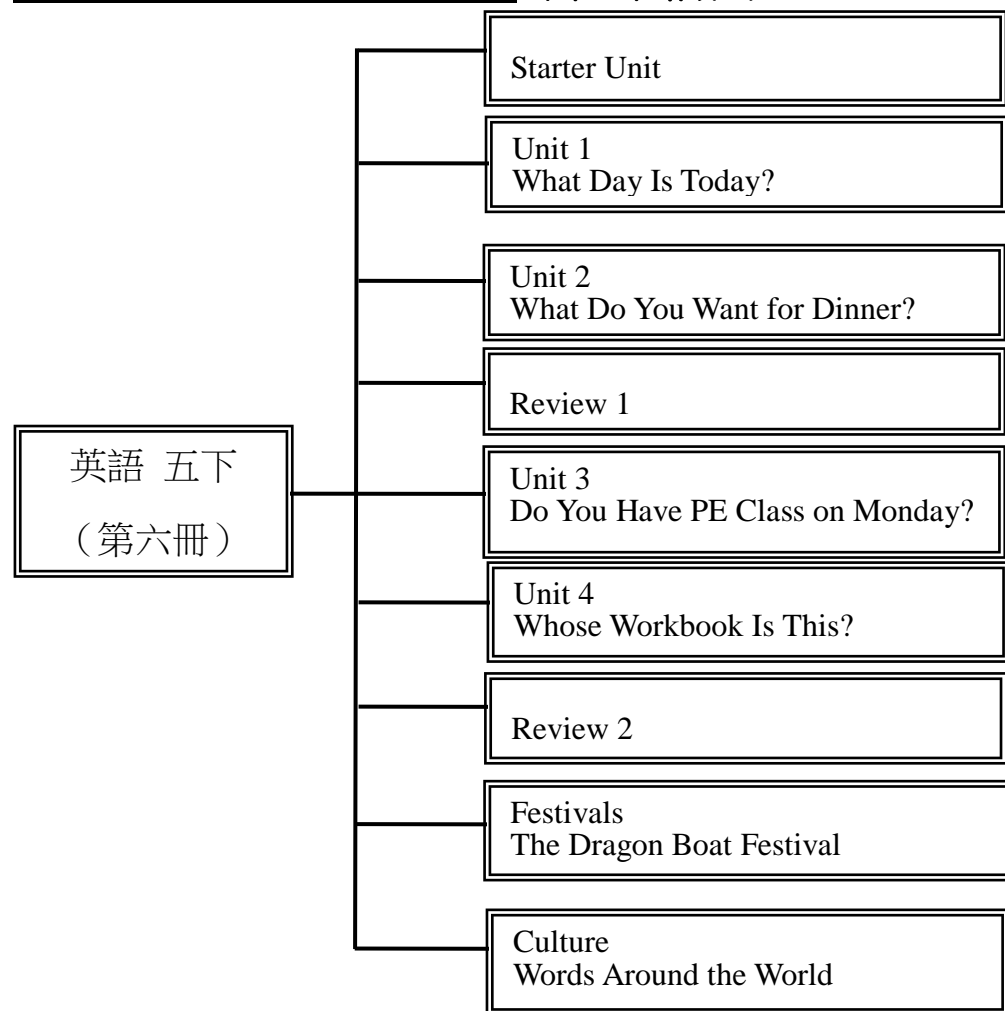 Starter Unit
Unit 1
What Day Is Today?
Unit 2
What Do You Want for Dinner?
Review 1
英語 五下
（第六冊）
Unit 3
Do You Have PE Class on Monday?
Unit 4
Whose Workbook Is This?
Review 2
Festivals
The Dragon Boat Festival
Culture
Words Around the World